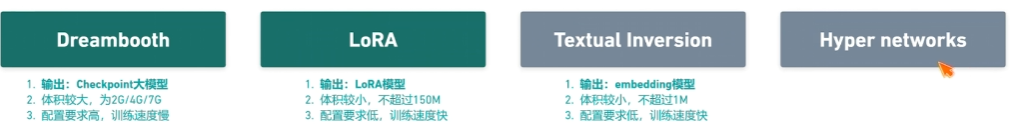 Dreambooth
1. 输出：Checkpoint大模型
2. 体积较大，为2G/4G/7G
3. 配置要求高，训练速度慢
LoRA
1. 输出：LoRA模型
2. 体积较小，不超过150M
3. 配置要求低，训练速度快
Textual Inversion
1. 输出：embedding模型
2. 体积较小，不超过1M
3. 配置要求低，训练速度快
Hyper networks